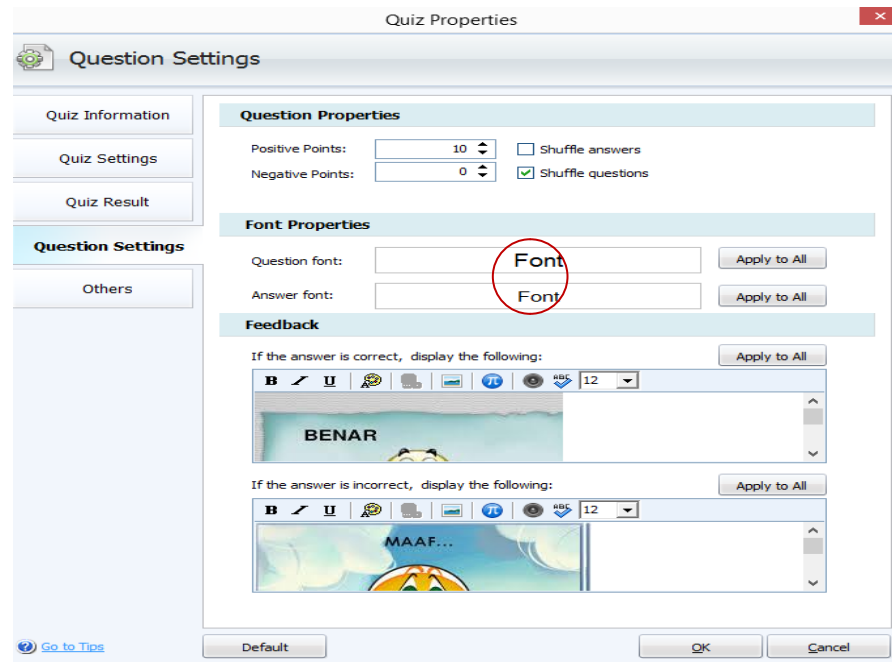 Quiz Properties
Question Settings
Quiz Information
Quiz Settings
Quiz Result
Question Settings
Others
Question Properties
Positive Points: 10 Shuffle answers
Negative Points: 0 Shuffle questions
Font Properties
Question font: Font Apply to All
Answer font: Font Apply to All
Feedback
If the answer is correct, display the following: Apply to All
B I U A π ABC 12
BENAR
If the answer is incorrect, display the following: Apply to All
B I U A π ABC 12
MAAF...
Go to Tips Default OK Cancel